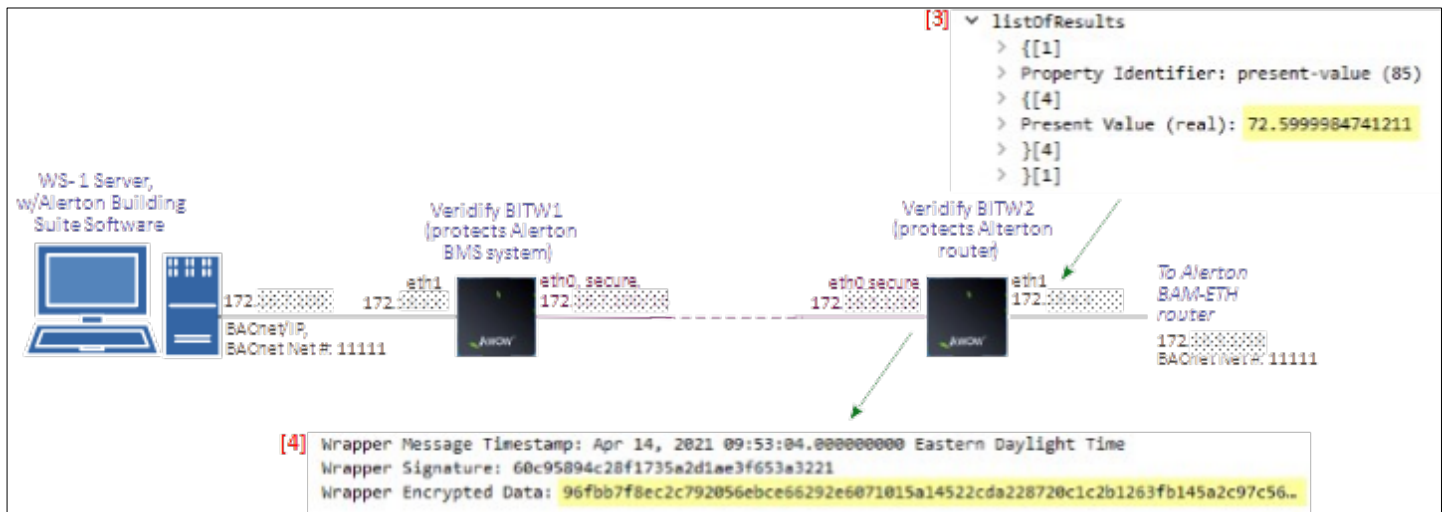 [3] listOfResults
{[1]
Property Identifier: present-value (85)
{[4]
Present Value (real): 72.5999984741211
}[4]
}[1]
WS-1 Server,
w/Alerton Building
Suite Software
172.
BACnet/IP,
BACnet Net #: 11111
Veridify BITW1
(protects Alerton
BMS system)
eth1
172.
eth0, secure,
172.
AWOW
Veridify BITW2
(protects Alterton
router)
eth0 secure
172.
eth1
172.
AWOW
To Alerton
BAM-ETH
router
172.
BACnet Net #: 11111
[4] Wrapper Message Timestamp: Apr 14, 2021 09:53:04.000000000 Eastern Daylight Time
Wrapper Signature: 60c95894c28f1735a2d1ae3f653a3221
Wrapper Encrypted Data: 96fbb7f8ec2c792056ebce66292e6071015a14522cda228720c1c2b1263fb145a2c97c56…